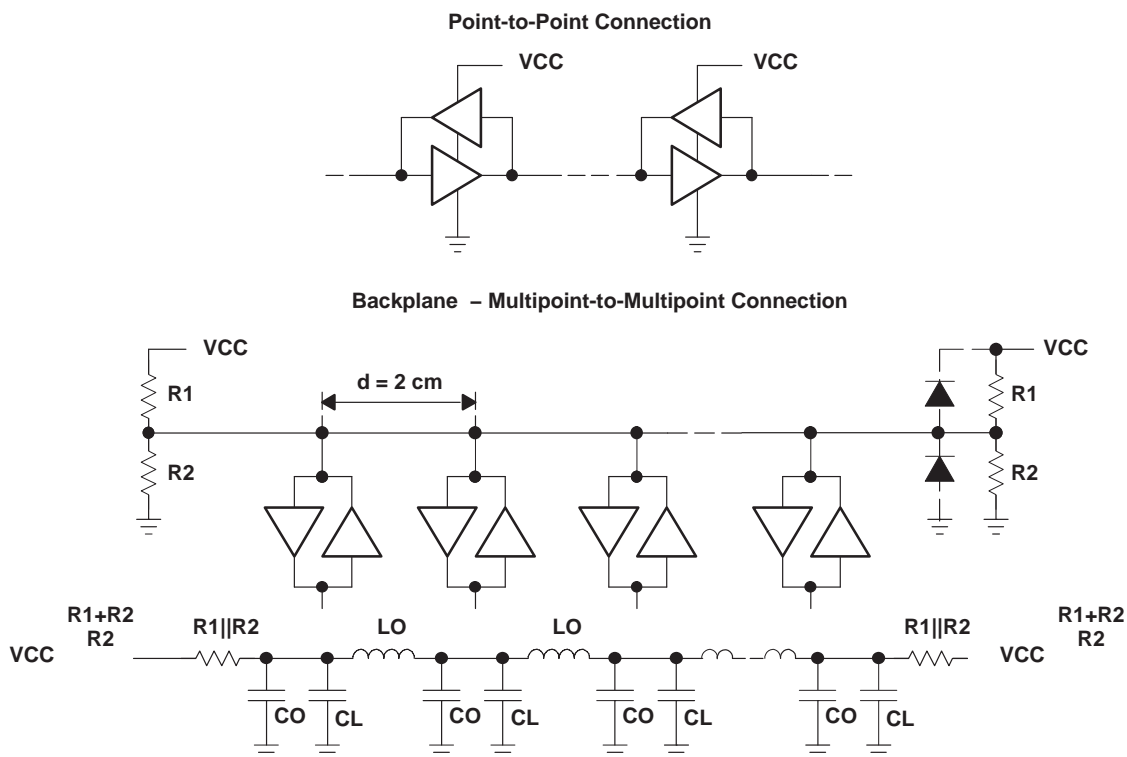 Point-to-Point Connection
VCC
VCC
Backplane – Multipoint-to-Multipoint Connection
VCC
R1
R2
d = 2 cm
VCC
R1
R2
R1+R2
R2
VCC
R1||R2
LO
LO
R1||R2
R1+R2
R2
VCC
CO
CL
CO
CL
CO
CL
CO
CL